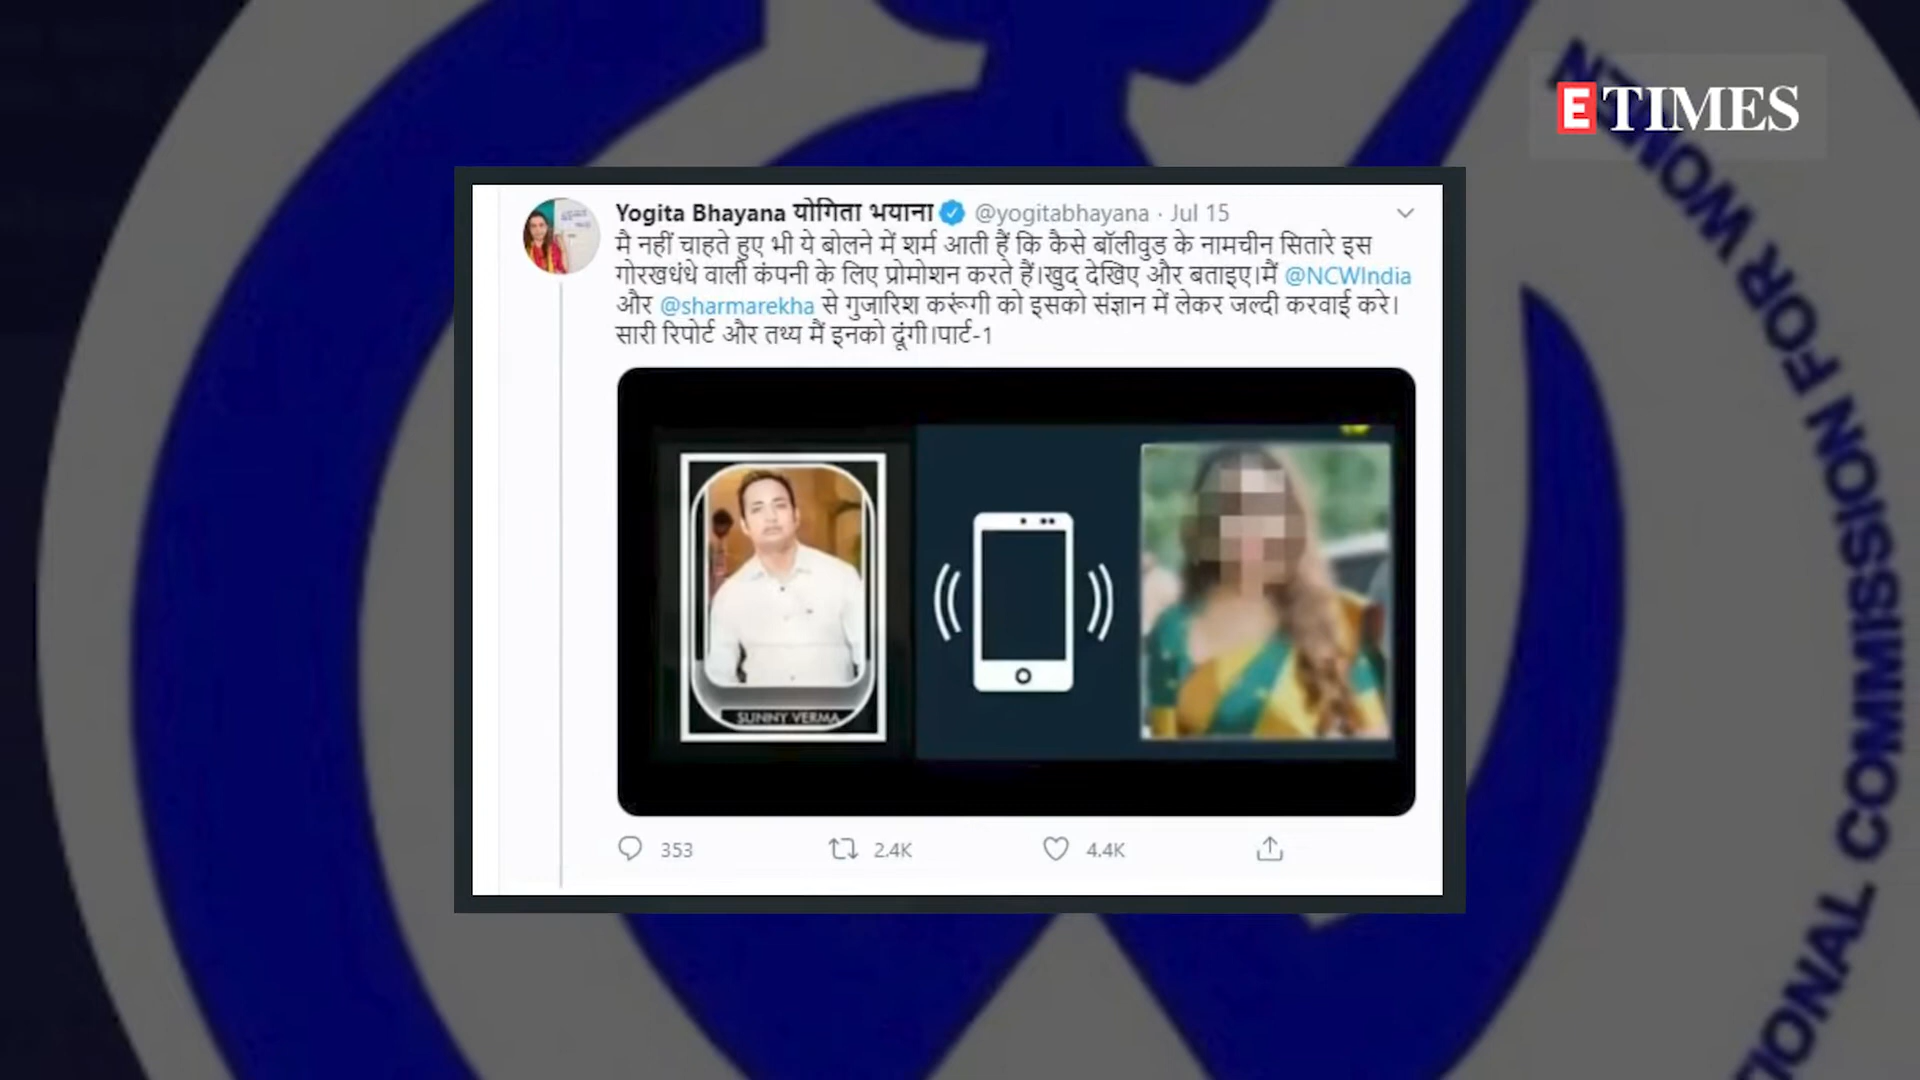 E TIMES
Yogita Bhayana योगिता भयाना @yogitabhayana · Jul 15
मै नहीं चाहते हुए भी ये बोलने में शर्म आती हैं कि कैसे बॉलीवुड के नामचीन सितारे इस
गोरखधंधे वाली कंपनी के लिए प्रोमोशन करते हैं।खुद देखिए और बताइए।मैं @NCWIndia
और @sharmarekha से गुजारिश करूंगी को इसको संज्ञान में लेकर जल्दी करवाई करे।
सारी रिपोर्ट और तथ्य मैं इनको दूंगी।पार्ट-1
SUNNY VERMA
353 2.4K 4.4K
TIONAL COMMISSION FOR WOMEN